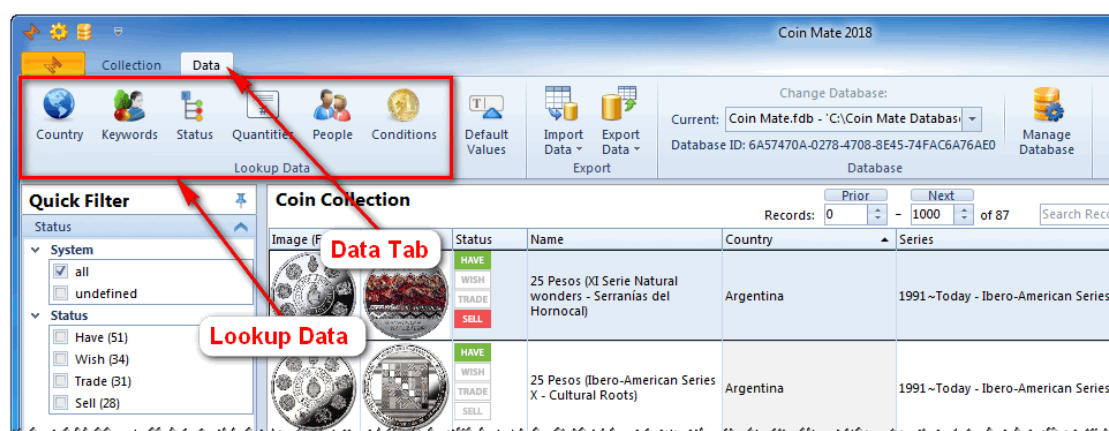 Coin Mate 2018
Collection Data
Country Keywords Status Quantities People Conditions
Lookup Data
Default Values
Import Data
Export Data
Export
Change Database:
Current: Coin Mate.fdb - 'C:\Coin Mate Databas
Database ID: 6A57470A-0278-4708-8E45-74FAC6A76AE0
Manage Database
Database
Quick Filter
Status
System
all
undefined
Status
Have (51)
Wish (34)
Trade (31)
Sell (28)
Coin Collection
Prior Next
Records: 0 - 1000 of 87 Search Reco
Image (F Status Name Country Series
HAVE
WISH
TRADE
SELL
25 Pesos (XI Serie Natural
wonders - Serranías del
Hornocal)
Argentina
1991~Today - Ibero-American Series
HAVE
WISH
TRADE
SELL
25 Pesos (Ibero-American Series
X - Cultural Roots)
Argentina
1991~Today - Ibero-American Series
Data Tab
Lookup Data